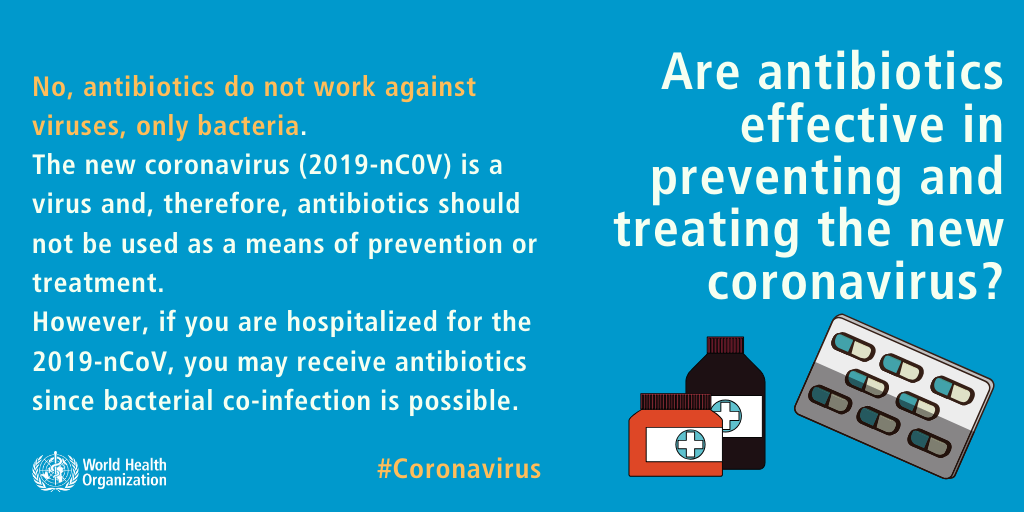 Are antibiotics
effective in
preventing and
treating the new
coronavirus?
No, antibiotics do not work against
viruses, only bacteria.
The new coronavirus (2019-nC0V) is a
virus and, therefore, antibiotics should
not be used as a means of prevention or
treatment.
However, if you are hospitalized for the
2019-nCoV, you may receive antibiotics
since bacterial co-infection is possible.
World Health
Organization
#Coronavirus